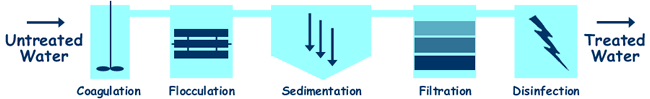 Untreated
Water
Treated
Water
Coagulation
Flocculation
Sedimentation
Filtration
Disinfection